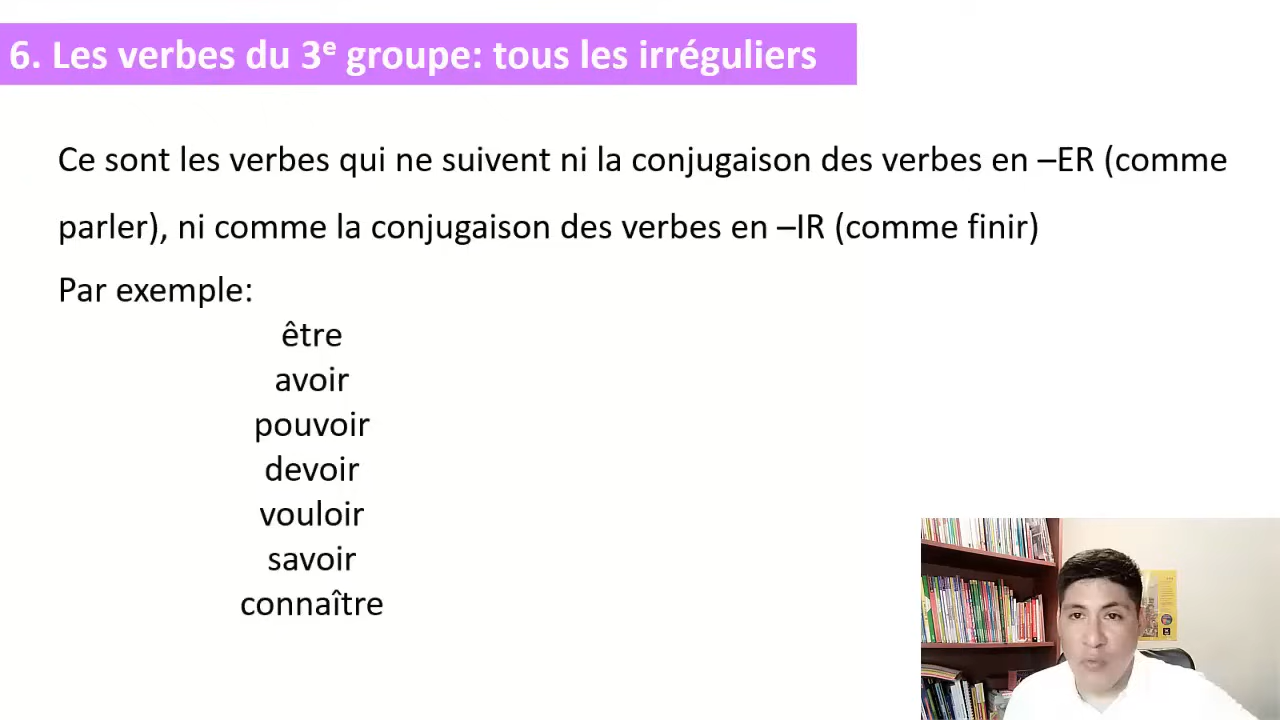 6. Les verbes du 3e groupe: tous les irréguliers
Ce sont les verbes qui ne suivent ni la conjugaison des verbes en –ER (comme
parler), ni comme la conjugaison des verbes en –IR (comme finir)
Par exemple:
être
avoir
pouvoir
devoir
vouloir
savoir
connaître